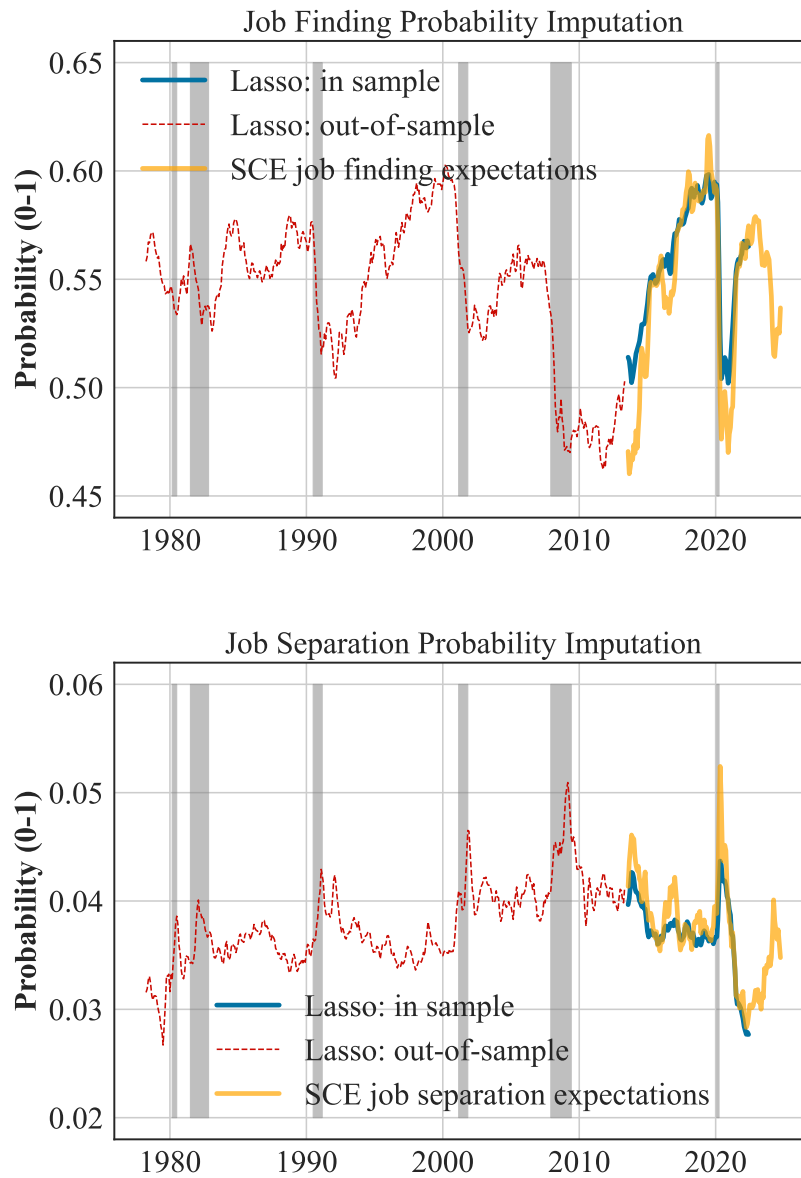 Job Finding Probability Imputation
0.65
Lasso: in sample
Lasso: out-of-sample
0.60
SCE job finding expectations
Probability (0-1)
0.55
0.50
0.45
1980 1990 2000 2010 2020
Job Separation Probability Imputation
0.06
0.05
Probability (0-1)
0.04
0.03
Lasso: in sample
Lasso: out-of-sample
SCE job separation expectations
0.02
1980 1990 2000 2010 2020